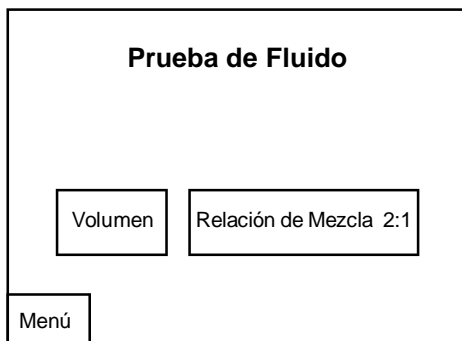 Prueba de Fluido
Volumen
Relación de Mezcla 2:1
Menú